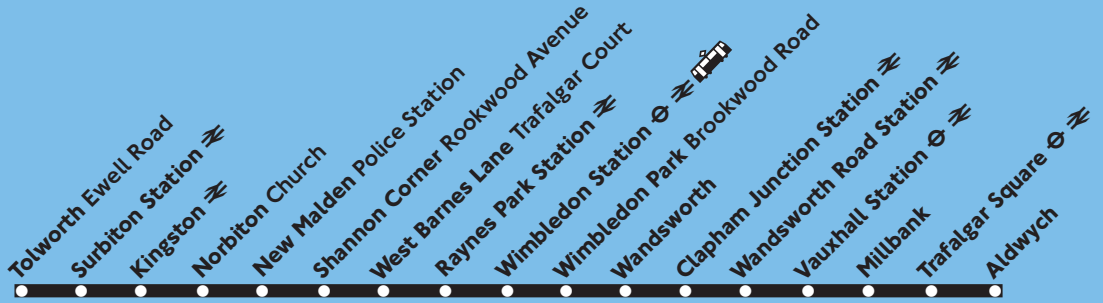 Tolworth Ewell Road
Surbiton Station
Kingston
Norbiton Church
New Malden Police Station
Shannon Corner Rookwood Avenue
West Barnes Lane Trafalgar Court
Raynes Park Station
Wimbledon Station
Wimbledon Park Brookwood Road
Wandsworth
Clapham Junction Station
Wandsworth Road Station
Vauxhall Station
Millbank
Trafalgar Square
Aldwych